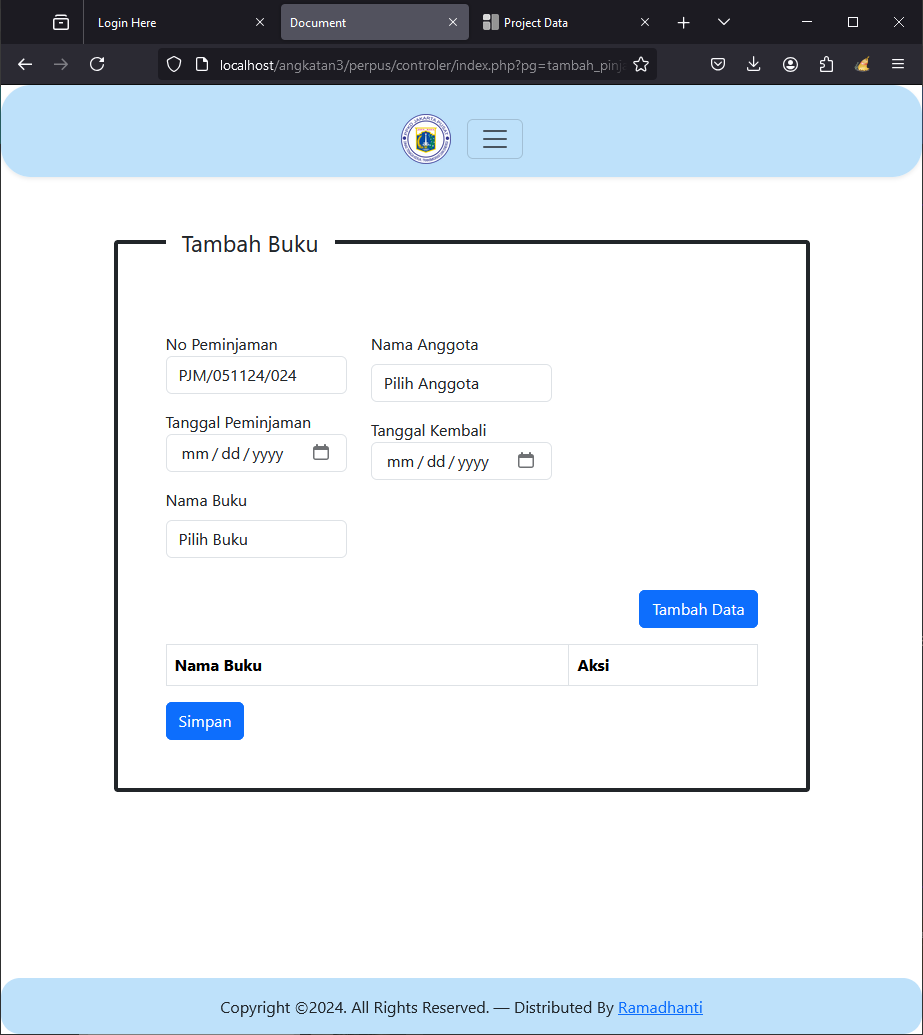 Login Here
Document
Project Data
localhost/angkatan3/perpus/controler/index.php?pg=tambah_pinj
Tambah Buku
No Peminjaman
Nama Anggota
PJM/051124/024
Pilih Anggota
Tanggal Peminjaman
Tanggal Kembali
mm / dd / yyyy
mm / dd / yyyy
Nama Buku
Pilih Buku
Tambah Data
Nama Buku Aksi
Simpan
Copyright ©2024. All Rights Reserved. — Distributed By Ramadhanti